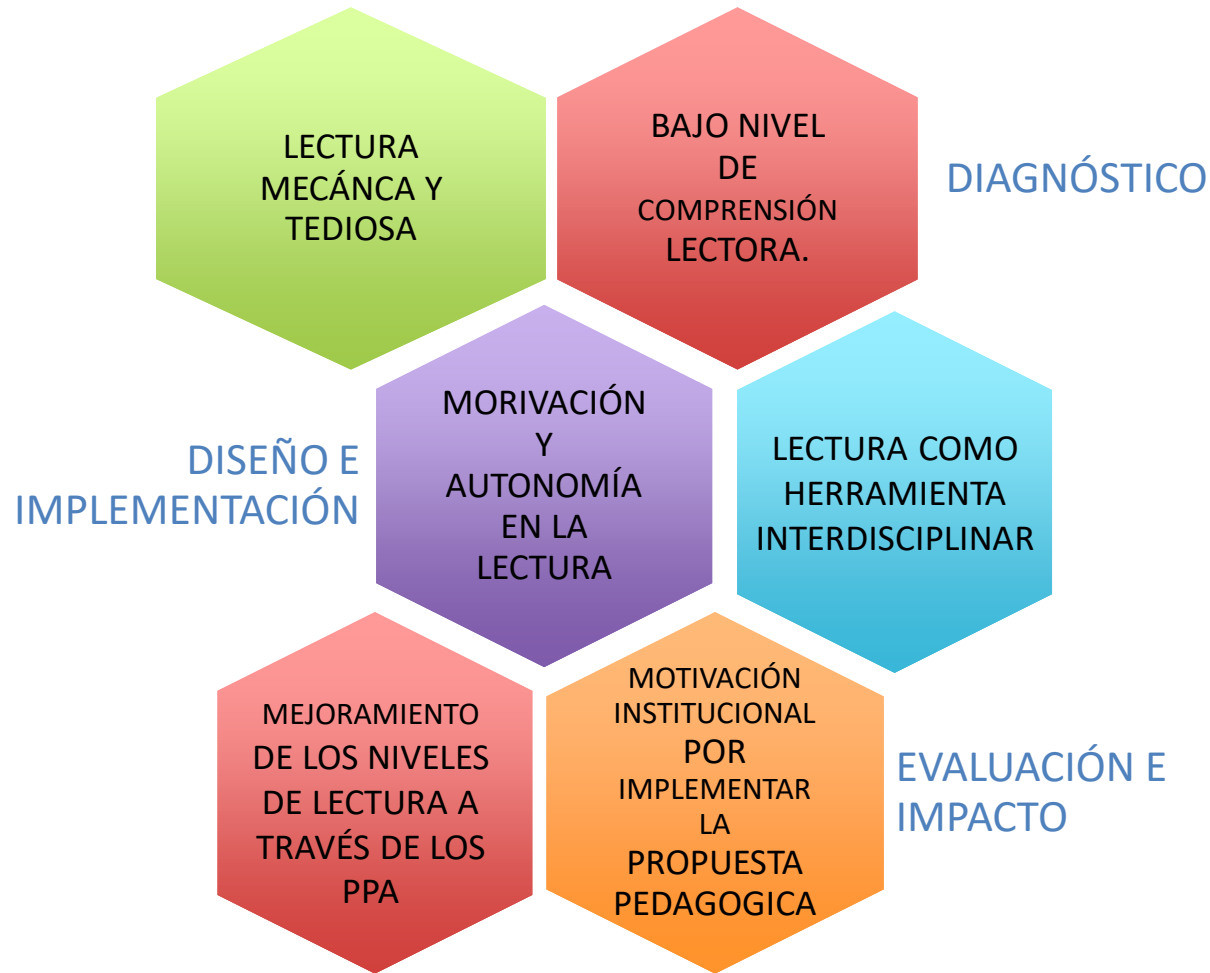 LECTURA
MECÁNCA Y
TEDIOSA
BAJO NIVEL
DE
COMPRENSIÓN
LECTORA.
DIAGNÓSTICO
DISEÑO E
IMPLEMENTACIÓN
MORIVACIÓN
Y
AUTONOMÍA
EN LA
LECTURA
LECTURA COMO
HERRAMIENTA
INTERDISCIPLINAR
MEJORAMIENTO
DE LOS NIVELES
DE LECTURA A
TRAVÉS DE LOS
PPA
MOTIVACIÓN
INSTITUCIONAL
POR
IMPLEMENTAR
LA
PROPUESTA
PEDAGOGICA
EVALUACIÓN E
IMPACTO